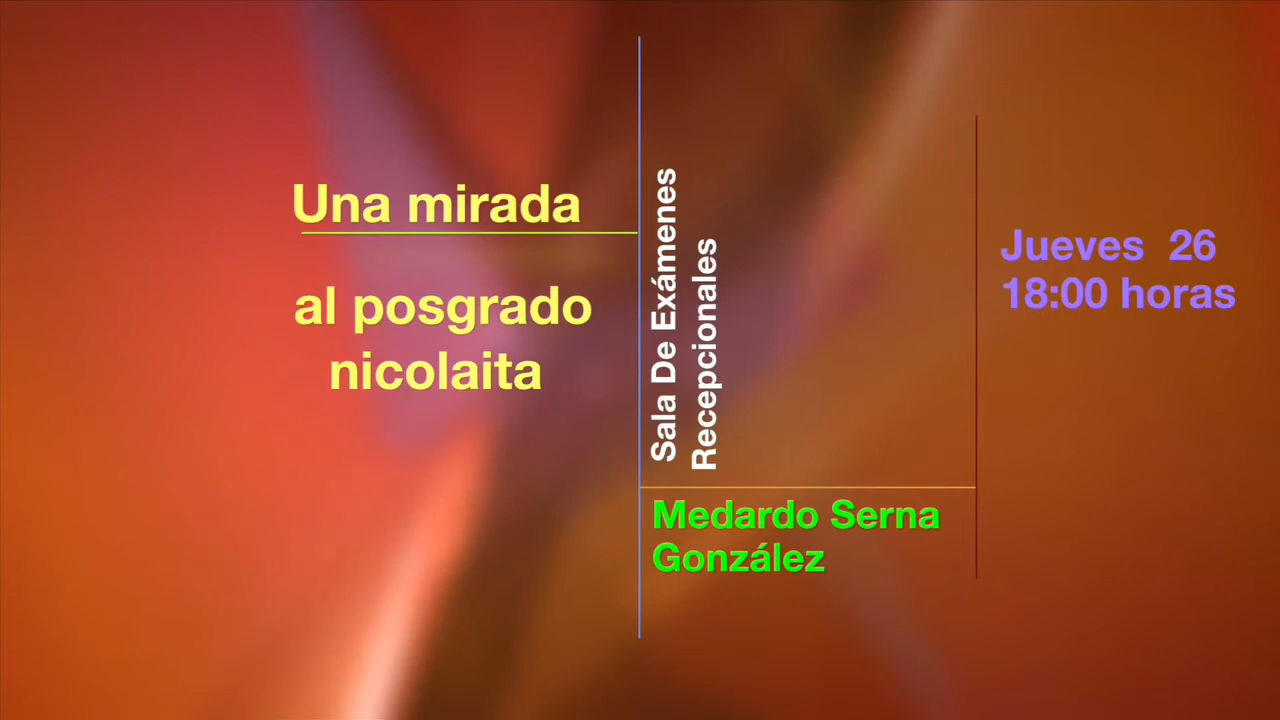 Una mirada
al posgrado
nicolaita
Sala De Exámenes
Recepcionales
Medardo Serna
González
Jueves 26
18:00 horas